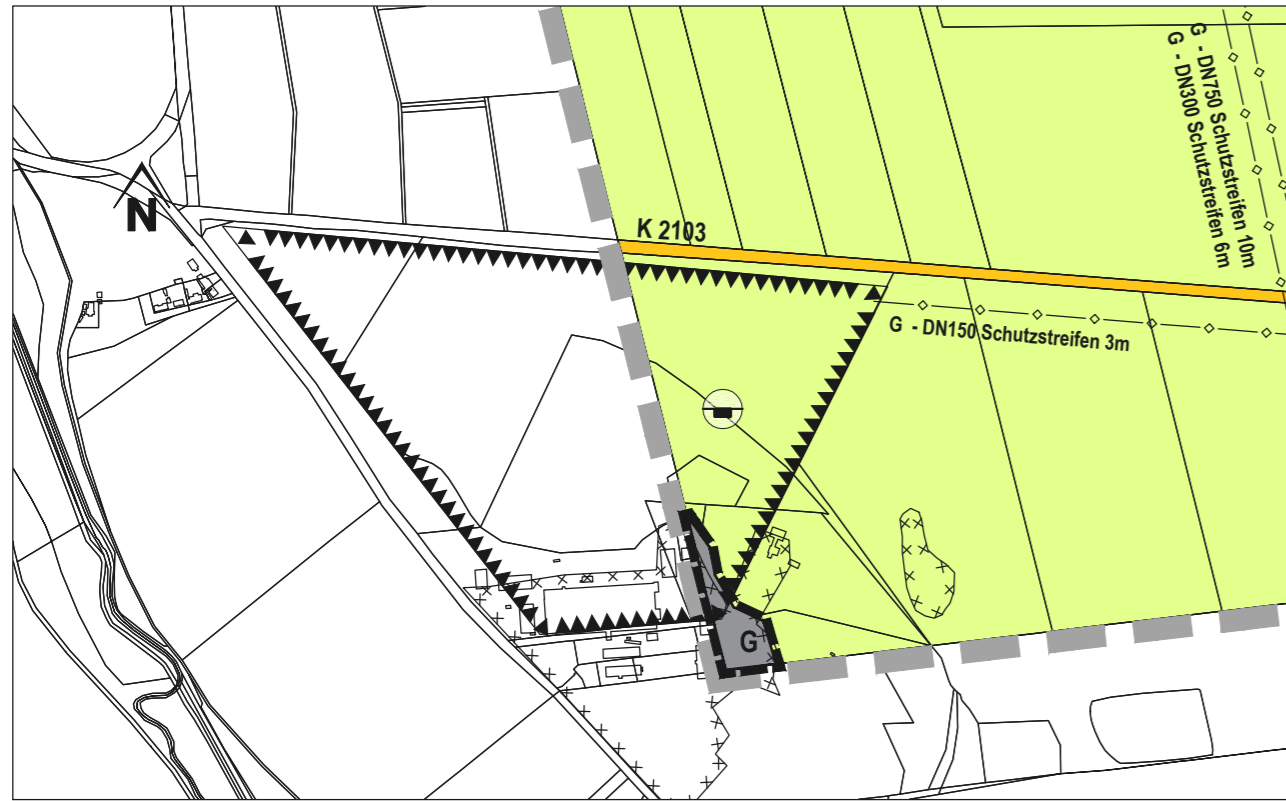 G - DN750 Schutzstreifen 10m
G - DN300 Schutzstreifen 6m
N
K 2103
G - DN150 Schutzstreifen 3m
G